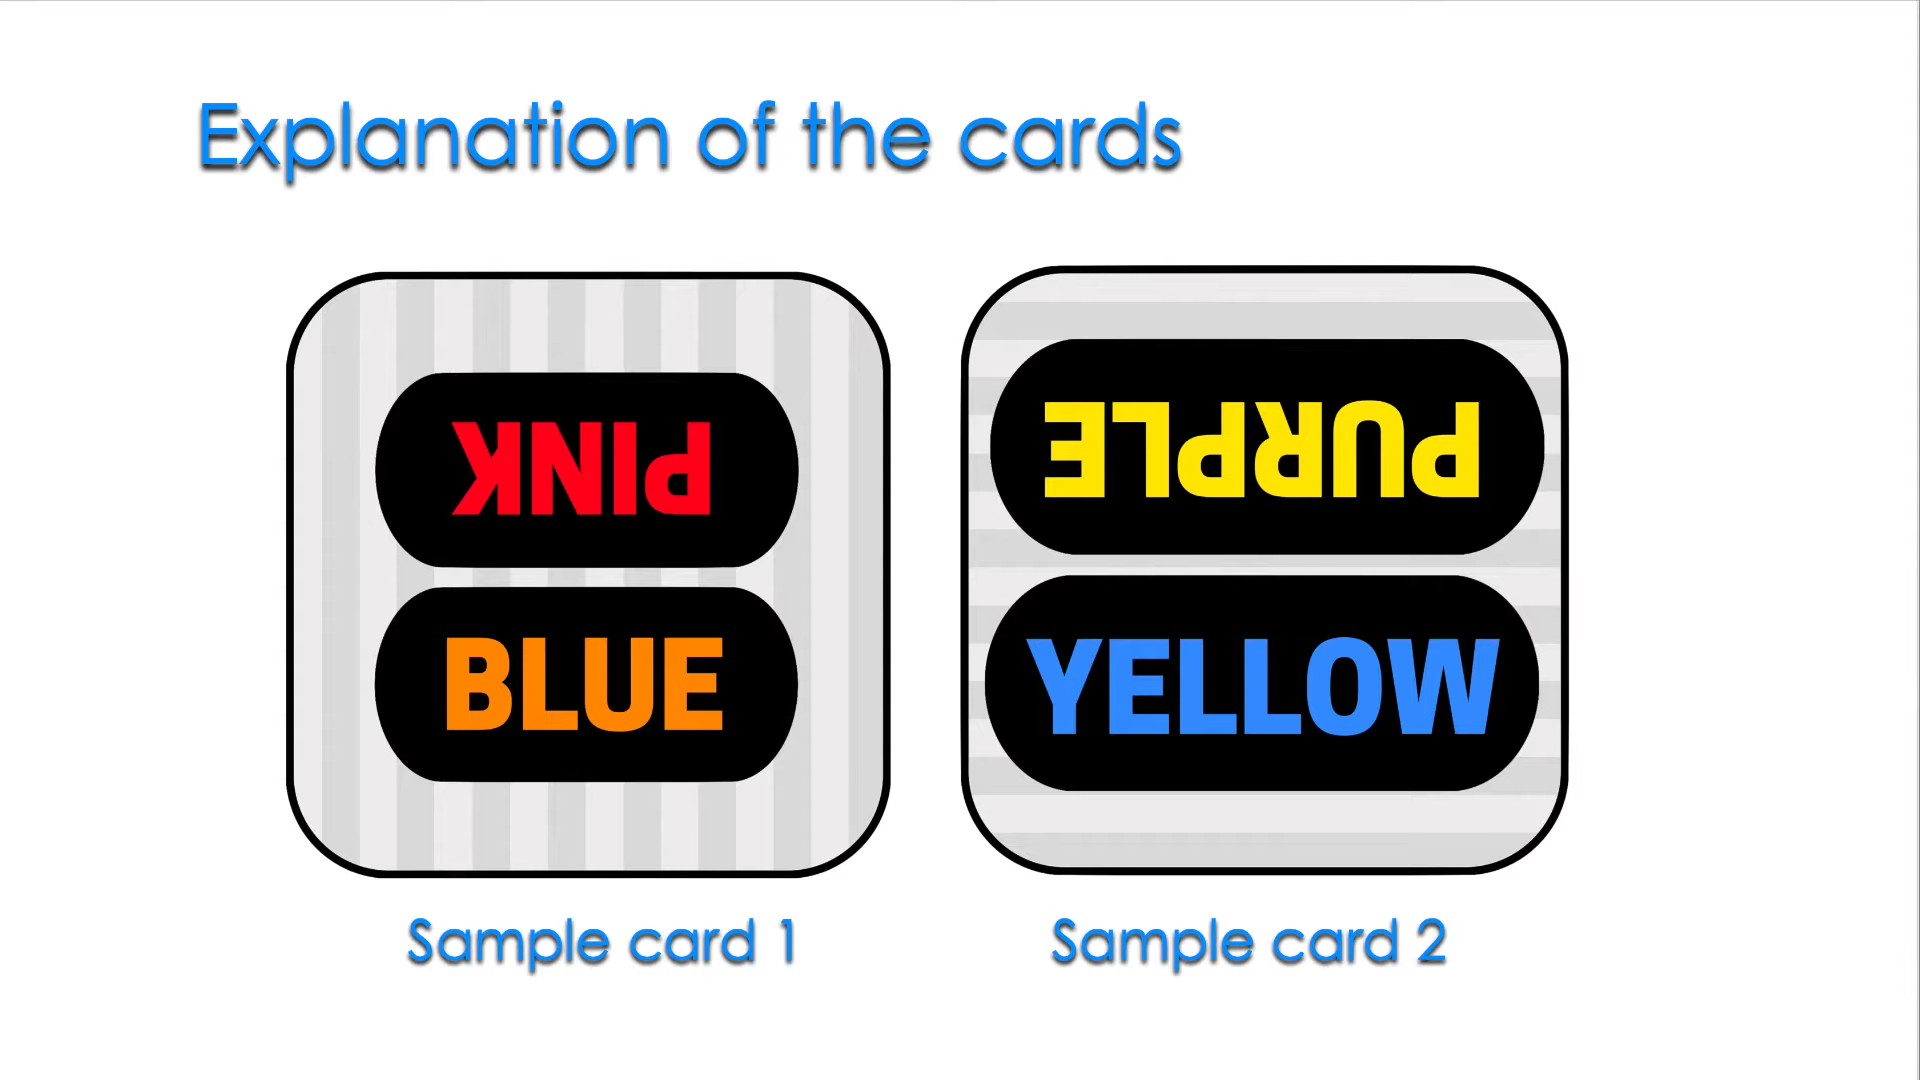 Explanation of the cards
PINK
BLUE
PURPLE
YELLOW
Sample card 1
Sample card 2